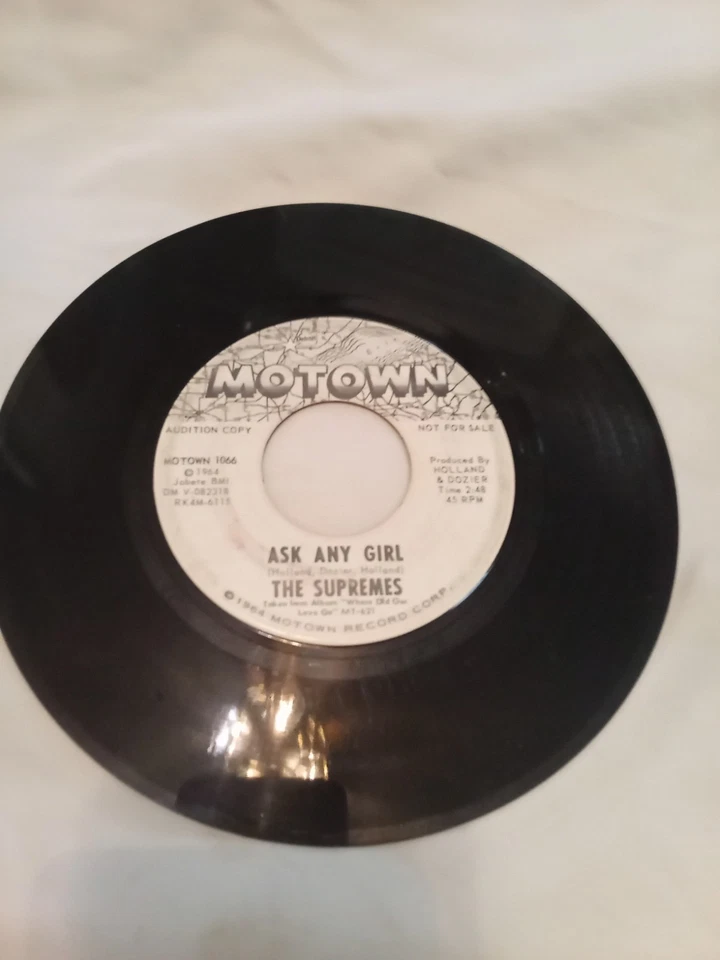 MOTOWN
AUDITION COPY
NOT FOR SALE
MOTOWN 1066
© 1964
Jobete BMI
DM V-082218
RK4M-6115
Produced By
HOLLAND
& DOZIER
Time 2:48
45 RPM
ASK ANY GIRL
(Holland, Dozier, Holland)
THE SUPREMES
Taken from Album "Where Did Our
Love Go" MT-621
©1964 MOTOWN RECORD CORP.